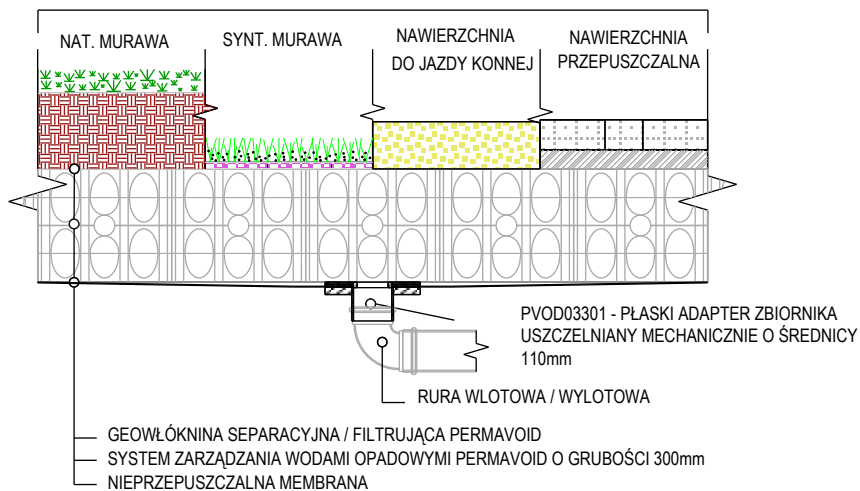 NAT. MURAWA
SYNT. MURAWA
NAWIERZCHNIA
DO JAZDY KONNEJ
NAWIERZCHNIA
PRZEPUSZCZALNA
PVOD03301 - PŁASKI ADAPTER ZBIORNIKA
USZCZELNIANY MECHANICZNIE O ŚREDNICY
110mm
RURA WLOTOWA / WYLOTOWA
GEOWŁÓKNINA SEPARACYJNA / FILTRUJĄCA PERMAVOID
SYSTEM ZARZĄDZANIA WODAMI OPADOWYMI PERMAVOID O GRUBOŚCI 300mm
NIEPRZEPUSZCZALNA MEMBRANA